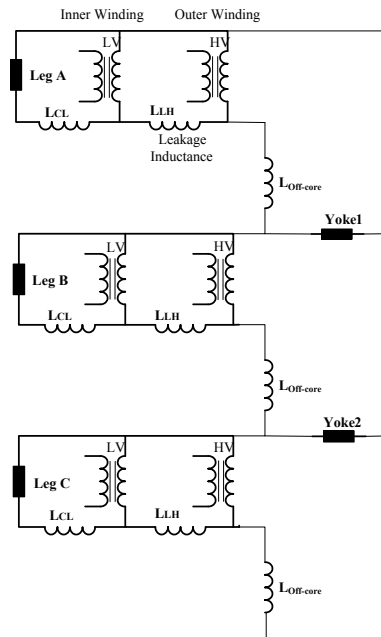 Inner Winding Outer Winding
LV HV
Leg A
LCL LLH
Leakage
Inductance
LOff-core
Yoke1
LV HV
Leg B
LCL LLH
LOff-core
Yoke2
LV HV
Leg C
LCL LLH
LOff-core